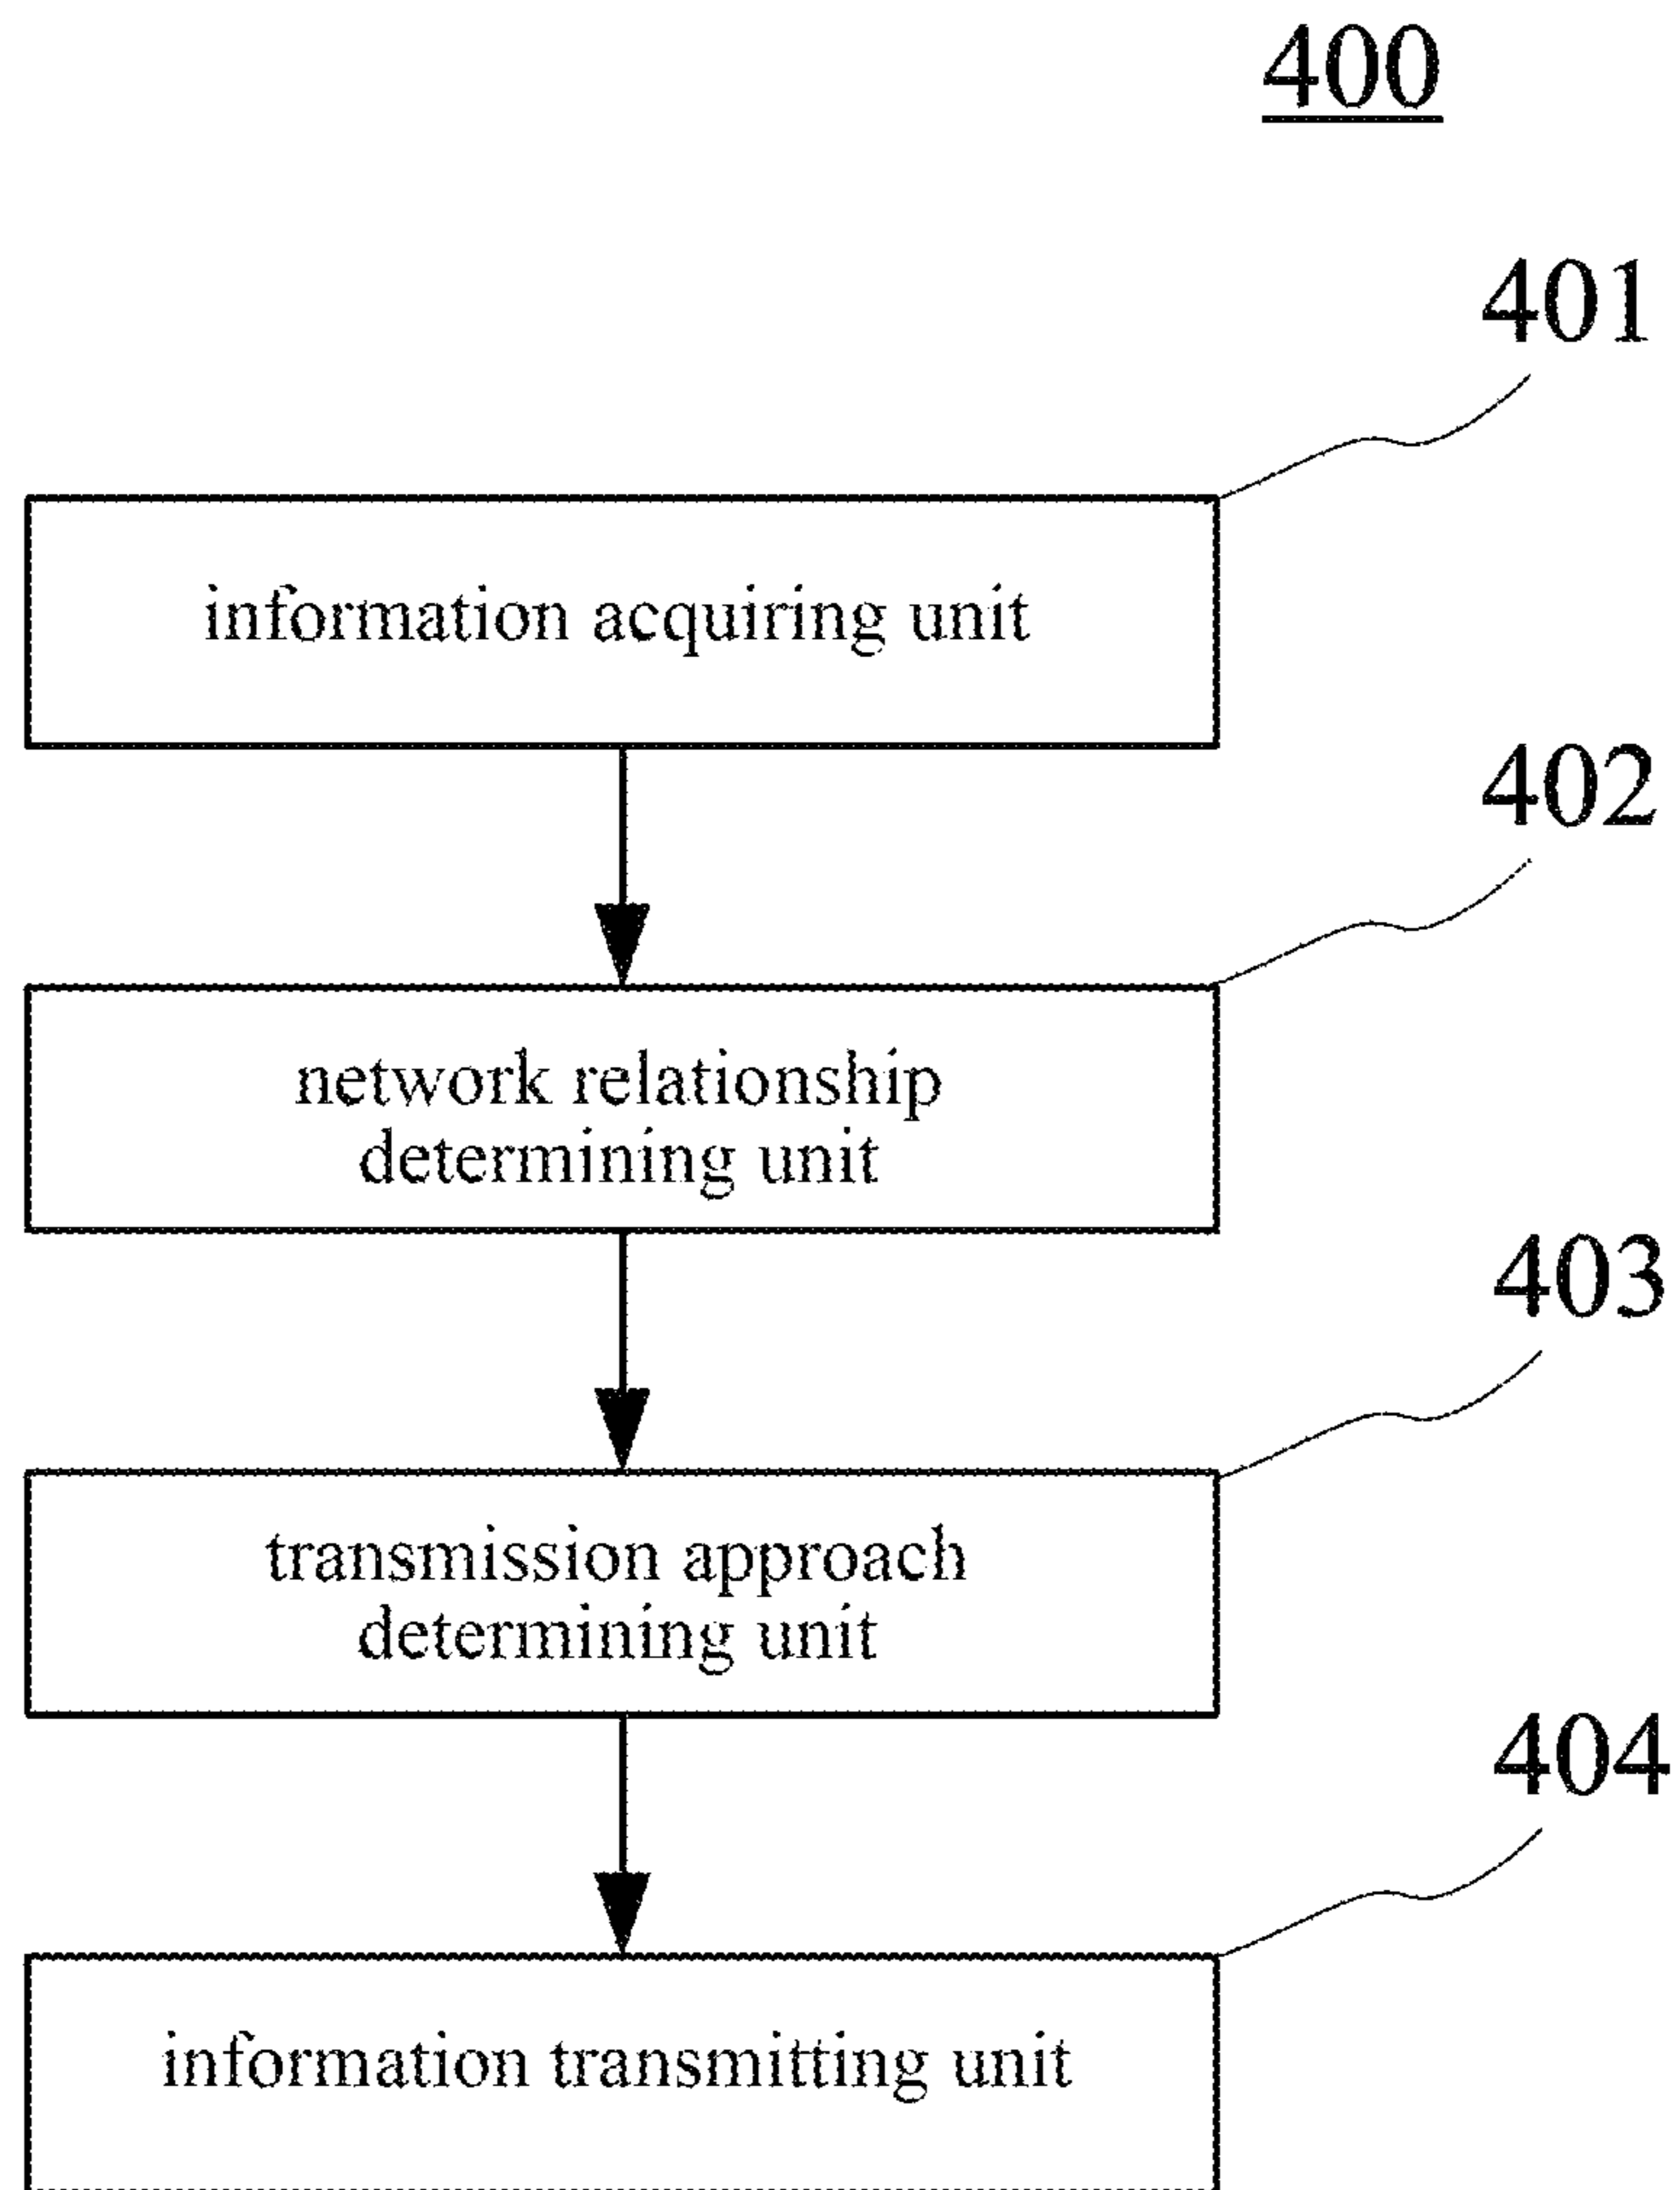 400
401
information acquiring unit
402
network relationship
determining unit
403
transmission approach
determining unit
404
information transmitting unit